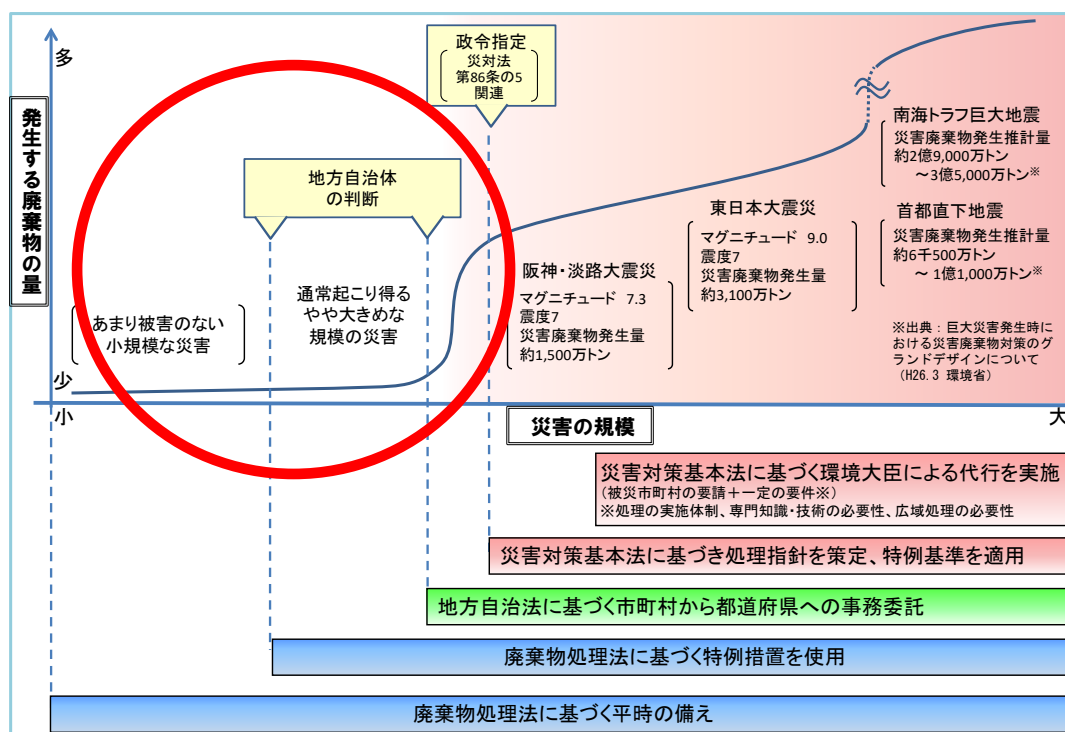 多
発生する廃棄物の量
少
小
政令指定
災対法
第86条の5
関連
地方自治体
の判断
あまり被害のない
小規模な災害
通常起こり得る
やや大きめな
規模の災害
阪神・淡路大震災
マグニチュード 7.3
震度7
災害廃棄物発生量
約1,500万トン
東日本大震災
マグニチュード 9.0
震度7
災害廃棄物発生量
約3,100万トン
南海トラフ巨大地震
災害廃棄物発生推計量
約2億9,000万トン
～3億5,000万トン※
首都直下地震
災害廃棄物発生推計量
約6千500万トン
～ 1億1,000万トン※
※出典：巨大災害発生時に
おける災害廃棄物対策のグ
ランドデザインについて
（H26.3 環境省）
災害の規模
大
災害対策基本法に基づく環境大臣による代行を実施
(被災市町村の要請＋一定の要件※)
※処理の実施体制、専門知識・技術の必要性、広域処理の必要性
災害対策基本法に基づき処理指針を策定、特例基準を適用
地方自治法に基づく市町村から都道府県への事務委託
廃棄物処理法に基づく特例措置を使用
廃棄物処理法に基づく平時の備え